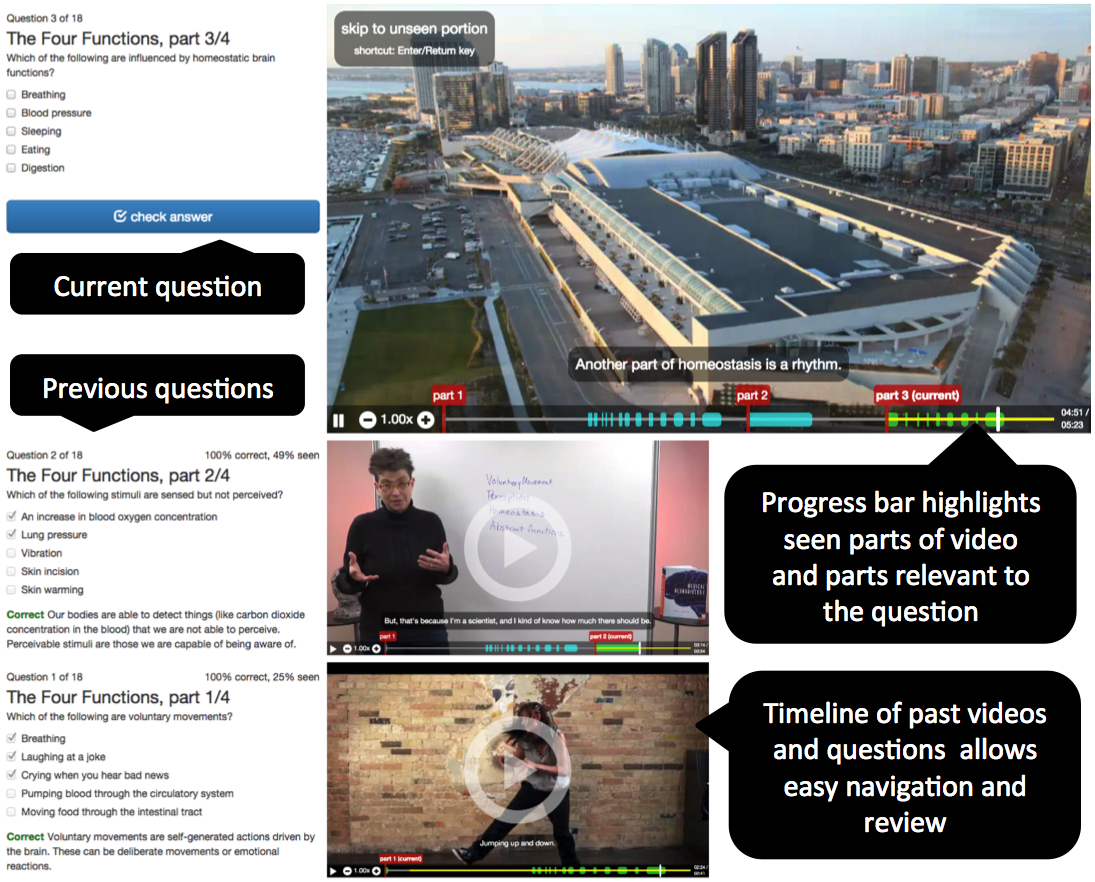 Question 3 of 18
The Four Functions, part 3/4
Which of the following are influenced by homeostatic brain
functions?
Breathing
Blood pressure
Sleeping
Eating
Digestion
check answer
Current question
Previous questions
skip to unseen portion
shortcut: Enter/Return key
Another part of homeostasis is a rhythm.
part 1
part 2
part 3 (current)
1.00x
04:51 /
05:23
Question 2 of 18
100% correct, 49% seen
The Four Functions, part 2/4
Which of the following stimuli are sensed but not perceived?
An increase in blood oxygen concentration
Lung pressure
Vibration
Skin incision
Skin warming
Correct Our bodies are able to detect things (like carbon dioxide
concentration in the blood) that we are not able to perceive.
Perceivable stimuli are those we are capable of being aware of.
Voluntary Movement
Perception
Homeostasis
Abstract functions
MEDICAL
NEUROBIOLOGY
But, that's because I'm a scientist, and I kind of know how much there should be.
part 1
part 2 (current)
1.00x
Progress bar highlights
seen parts of video
and parts relevant to
the question
Question 1 of 18
100% correct, 25% seen
The Four Functions, part 1/4
Which of the following are voluntary movements?
Breathing
Laughing at a joke
Crying when you hear bad news
Pumping blood through the circulatory system
Moving food through the intestinal tract
Correct Voluntary movements are self-generated actions driven by
the brain. These can be deliberate movements or emotional
reactions.
Jumping up and down.
part 1 (current)
1.00x
02:24 /
02:41
Timeline of past videos
and questions allows
easy navigation and
review